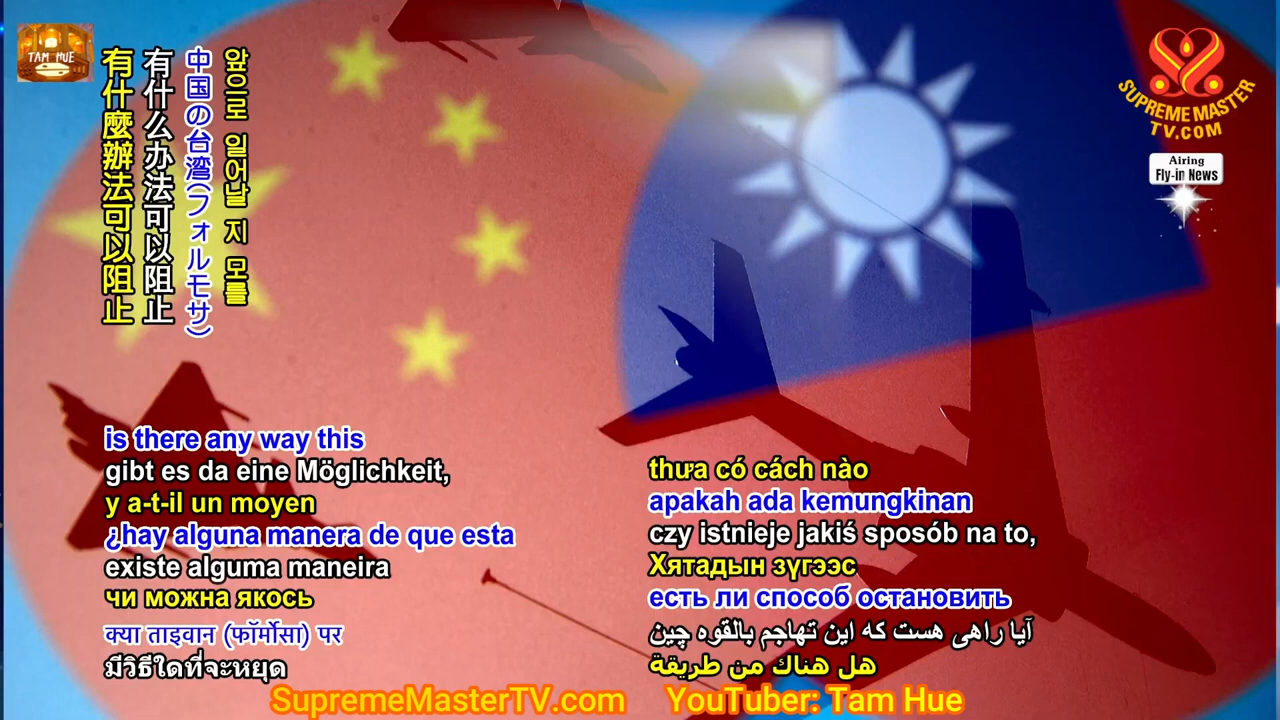 TAM HUE
有什麼辦法可以阻止
有什么办法可以阻止
中国の台湾(フォルモサ)
앞으로 일어날 지 모를
SUPREME MASTER
TV.COM
Airing
Fly-in News
is there any way this
gibt es da eine Möglichkeit,
y a-t-il un moyen
¿hay alguna manera de que esta
existe alguma maneira
чи можна якось
क्या ताइवान (फॉर्मोसा) पर
มีวิธีใดที่จะหยุด
thưa có cách nào
apakah ada kemungkinan
czy istnieje jakiś sposób na to,
Хятадын зүгээс
есть ли способ остановить
آیا راهی هست که این تهاجم بالقوه چین
هل هناك من طريقة
SupremeMasterTV.com YouTuber: Tam Hue